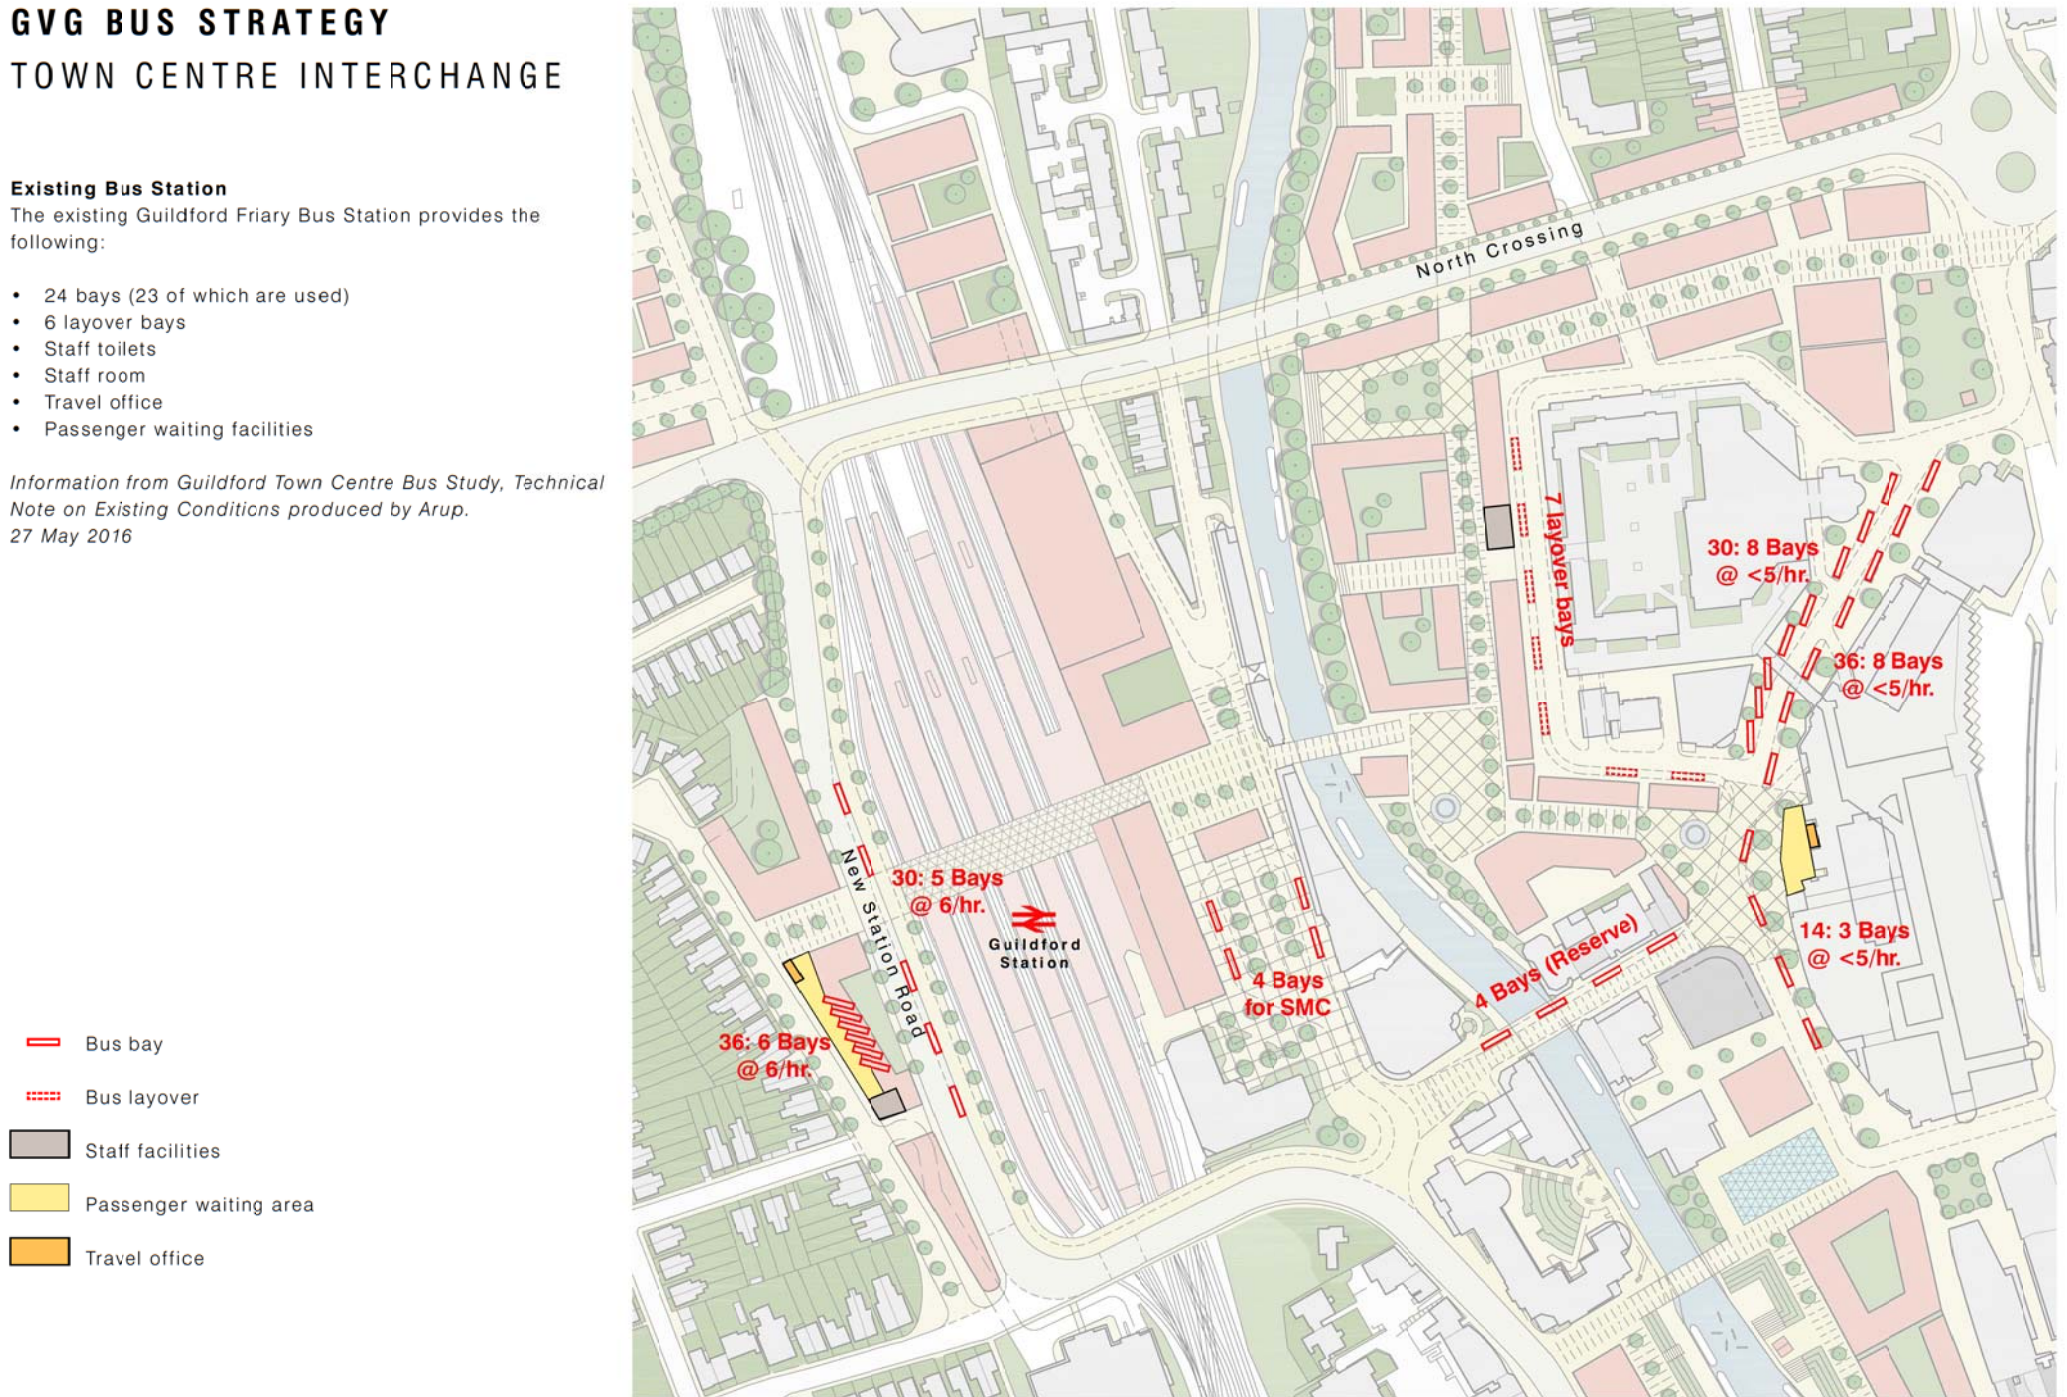 GVG BUS STRATEGY
TOWN CENTRE INTERCHANGE
Existing Bus Station
The existing Guildford Friary Bus Station provides the
following:
• 24 bays (23 of which are used)
• 6 layover bays
• Staff toilets
• Staff room
• Travel office
• Passenger waiting facilities
Information from Guildford Town Centre Bus Study, Technical
Note on Existing Conditions produced by Arup.
27 May 2016
Bus bay
Bus layover
Staff facilities
Passenger waiting area
Travel office
North Crossing
7 layover bays
30: 8 Bays
@ <5/hr.
36: 8 Bays
@ <5/hr.
New Station Road
30: 5 Bays
@ 6/hr.
Guildford
Station
4 Bays
for SMC
4 Bays (Reserve)
14: 3 Bays
@ <5/hr.
36: 6 Bays
@ 6/hr.